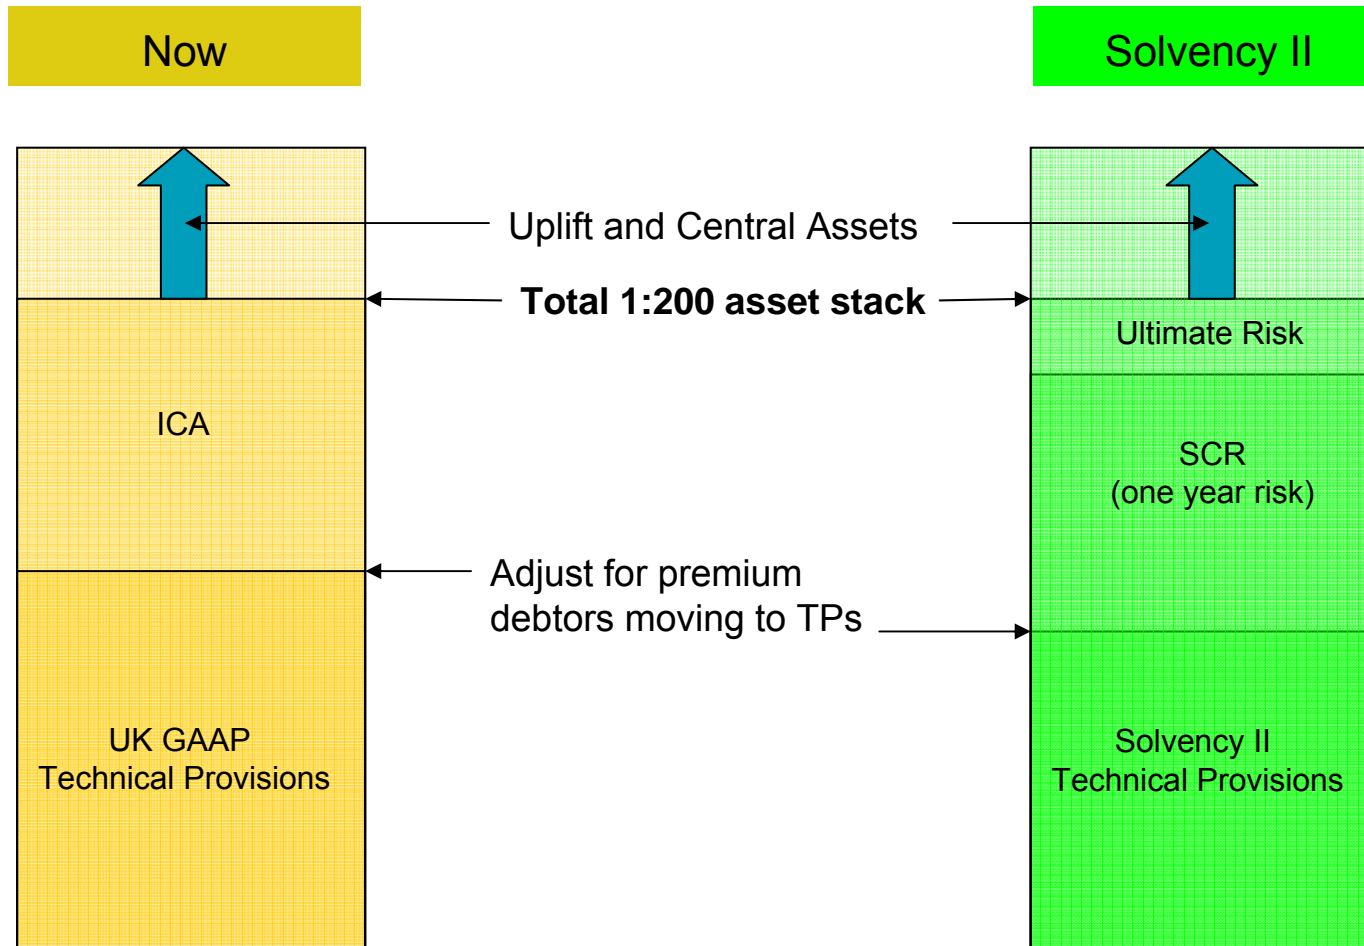 Now
Solvency II
Uplift and Central Assets
Total 1:200 asset stack
Ultimate Risk
ICA
SCR
(one year risk)
Adjust for premium
debtors moving to TPs
UK GAAP
Technical Provisions
Solvency II
Technical Provisions